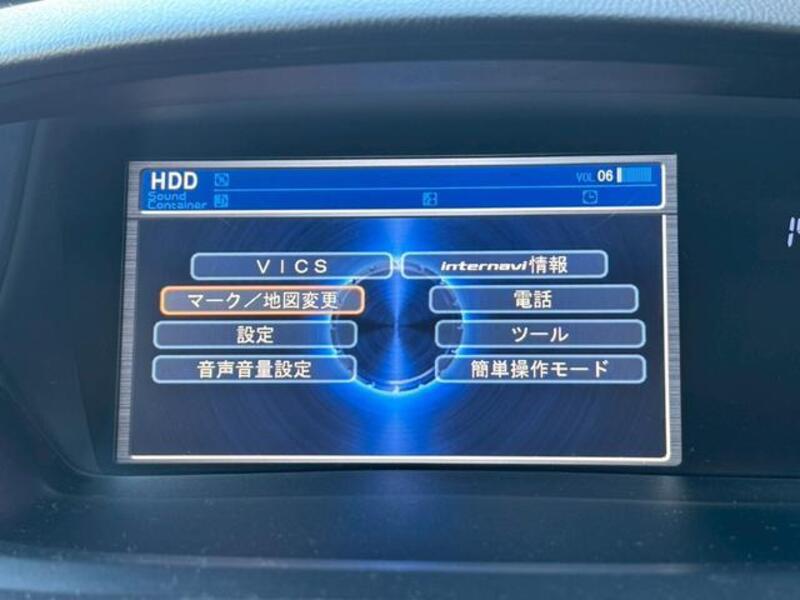 HDD
VOL 06
Sound
Container
VICS
internavi情報
マーク／地図変更
電話
設定
ツール
音声音量設定
簡単操作モード